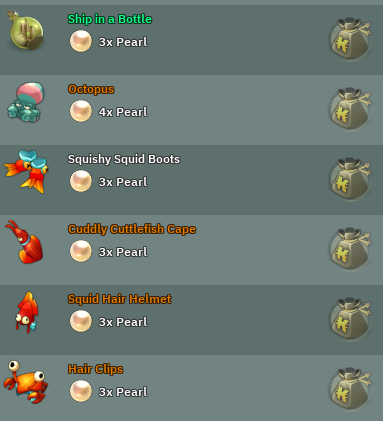 Ship in a Bottle
3x Pearl
Octopus
4x Pearl
Squishy Squid Boots
3x Pearl
Cuddly Cuttlefish Cape
3x Pearl
Squid Hair Helmet
3x Pearl
Hair Clips
3x Pearl